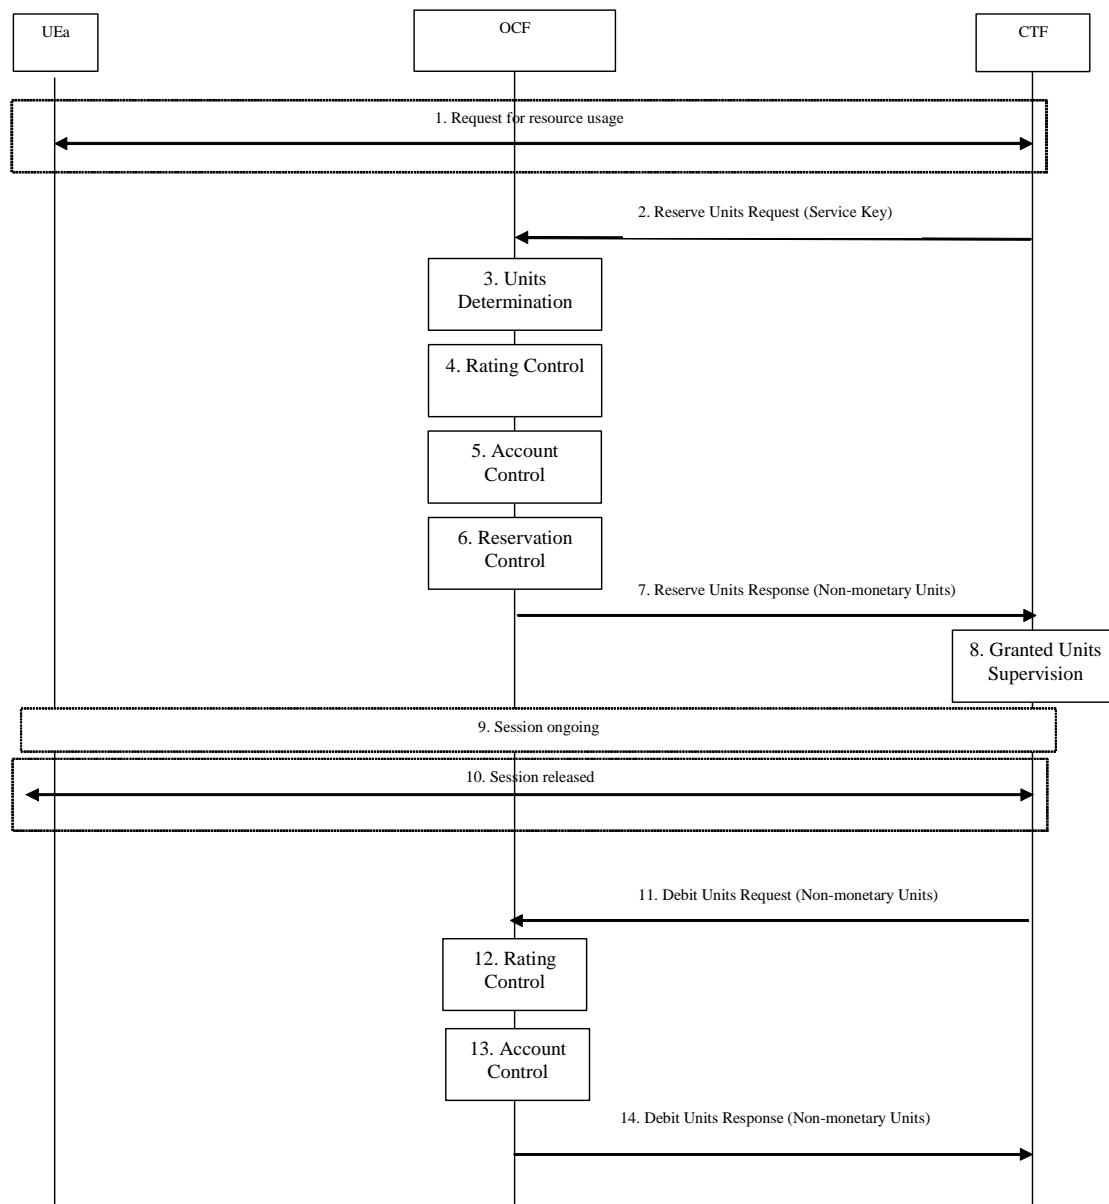 UEa
OCF
CTF
1. Request for resource usage
2. Reserve Units Request (Service Key)
3. Units
Determination
4. Rating Control
5. Account
Control
6. Reservation
Control
7. Reserve Units Response (Non-monetary Units)
8. Granted Units
Supervision
9. Session ongoing
10. Session released
11. Debit Units Request (Non-monetary Units)
12. Rating
Control
13. Account
Control
14. Debit Units Response (Non-monetary Units)